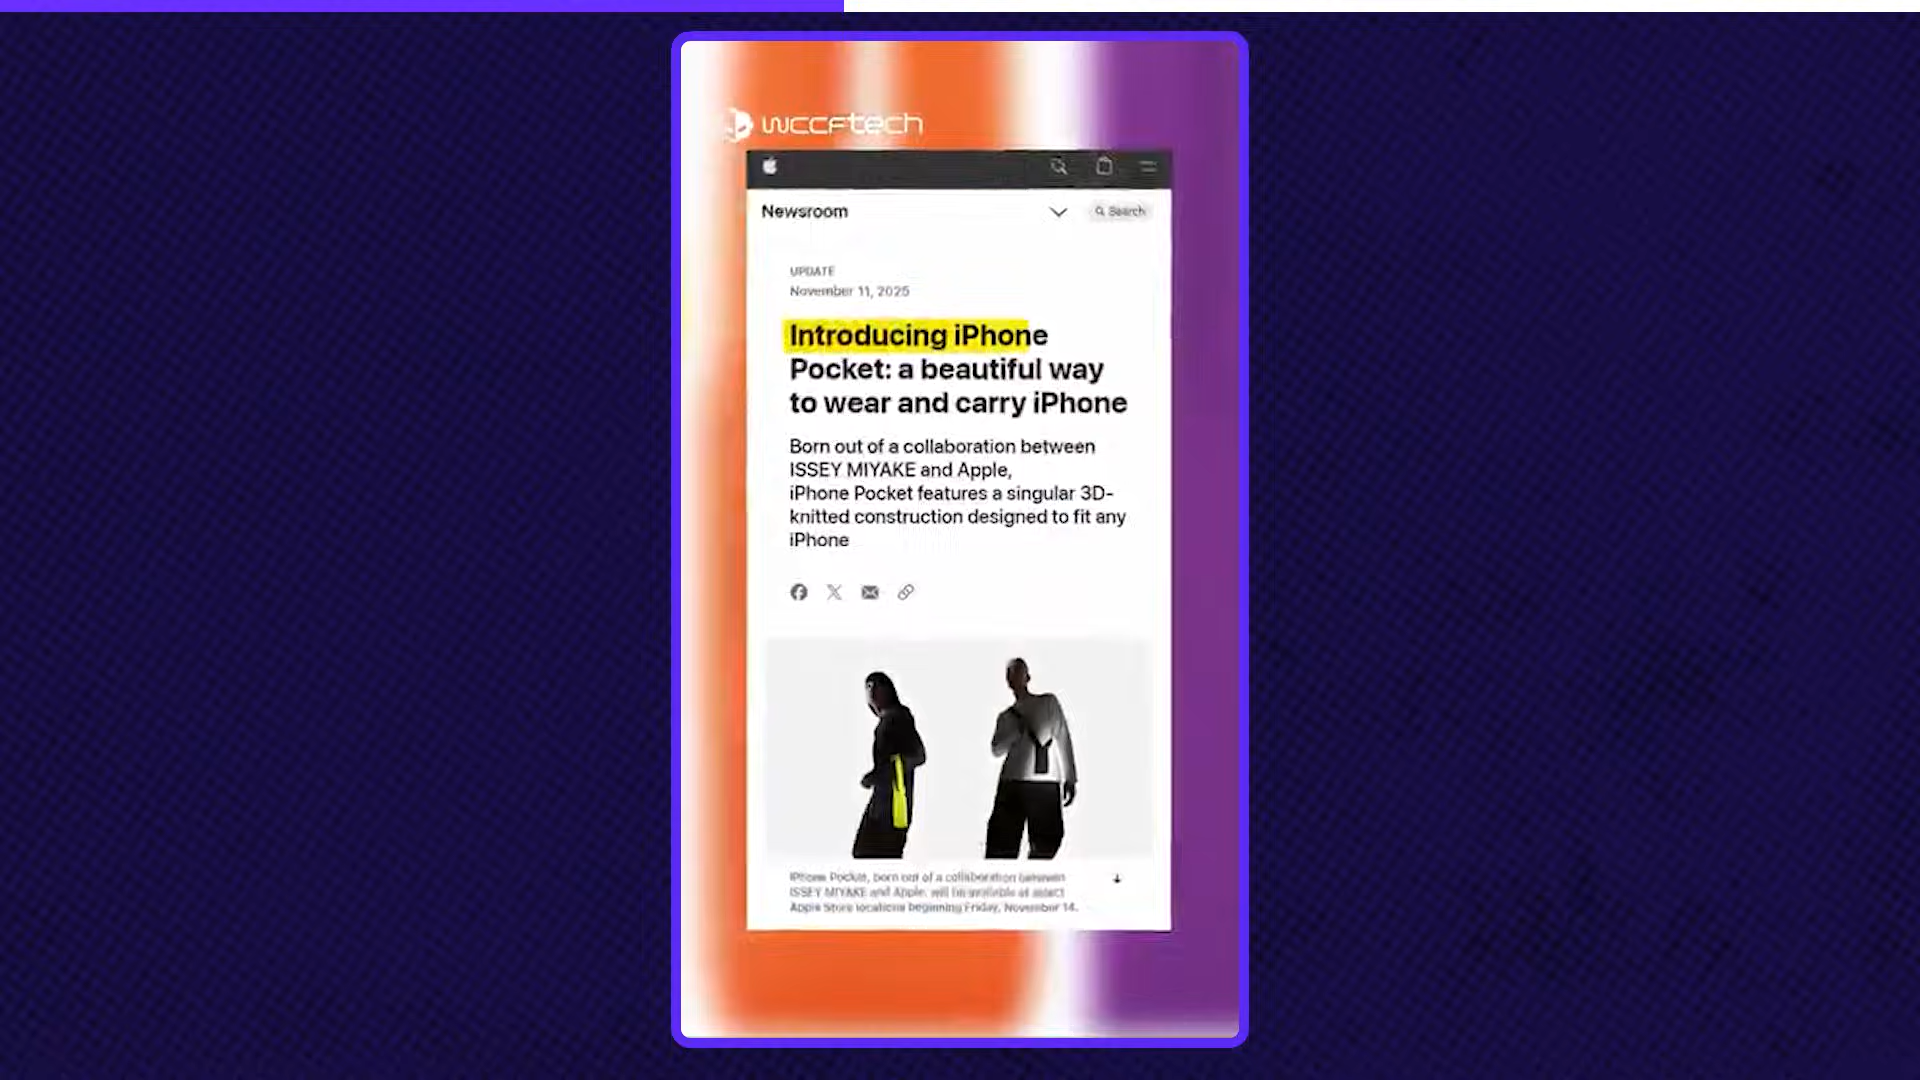 wccftech
Newsroom
Search
UPDATE
November 11, 2025
Introducing iPhone
Pocket: a beautiful way
to wear and carry iPhone
Born out of a collaboration between
ISSEY MIYAKE and Apple,
iPhone Pocket features a singular 3D-
knitted construction designed to fit any
iPhone
iPhone Pocket, born out of a collaboration between
ISSEY MIYAKE and Apple, will be available at select
Apple Store locations beginning Friday, November 14.